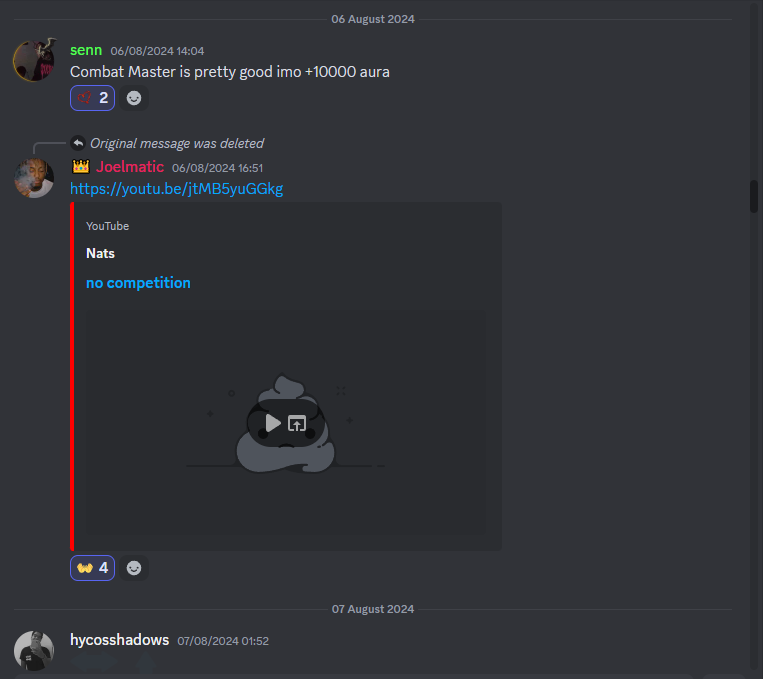 06 August 2024
senn 06/08/2024 14:04
Combat Master is pretty good imo +10000 aura
2
Original message was deleted
Joelmatic 06/08/2024 16:51
https://youtu.be/jtMB5yuGGkg
YouTube
Nats
no competition
4
07 August 2024
hycosshadows 07/08/2024 01:52